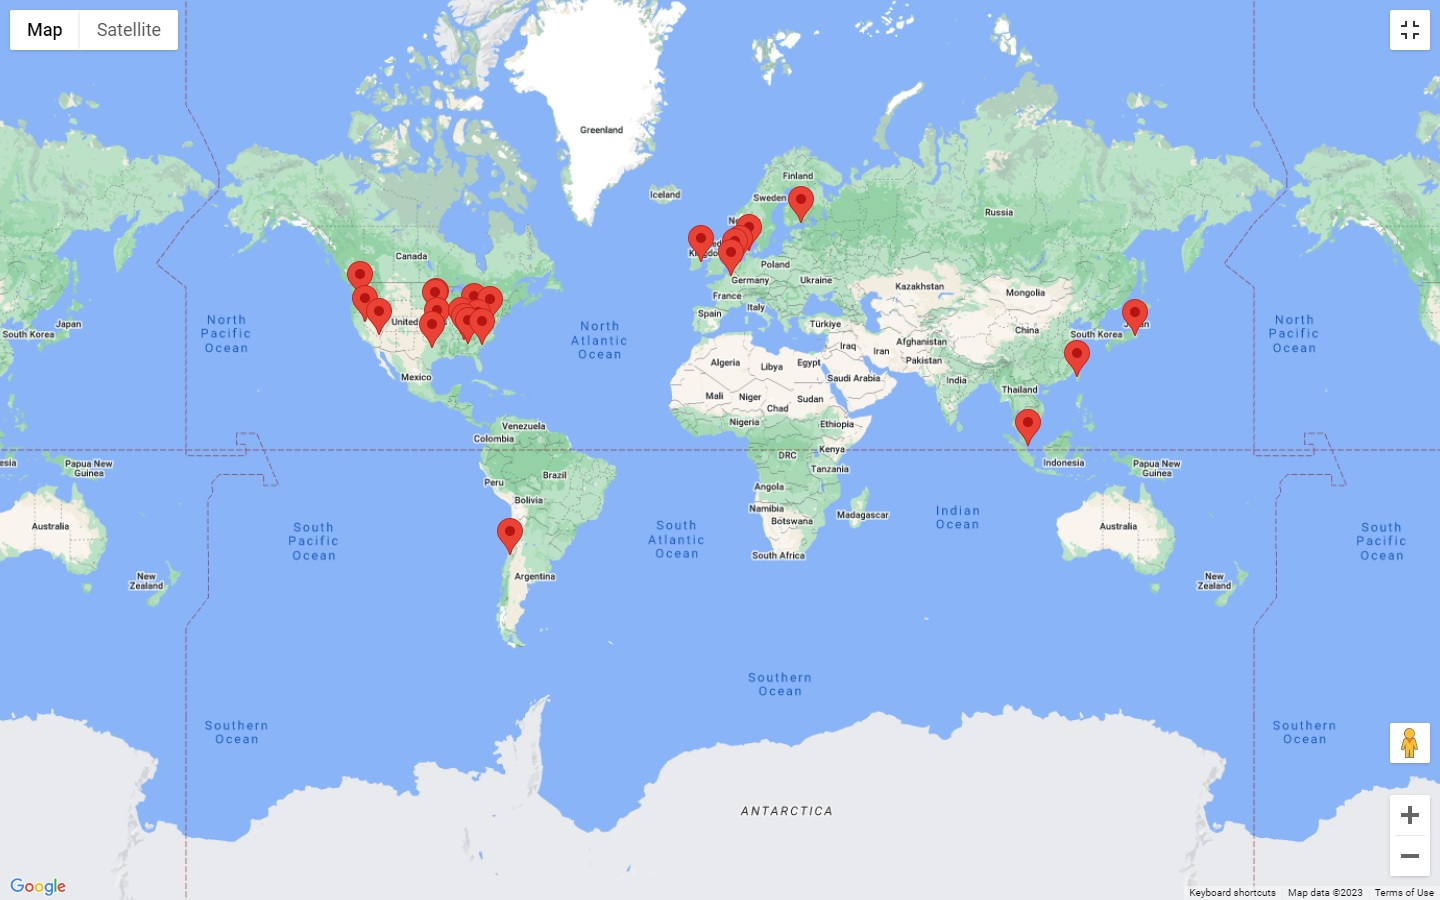 Map
Satellite
Greenland
Finland
Iceland
Sweden
Russia
Canada
Poland
Germany
Ukraine
Kazakhstan
Mongolia
France
Italy
Spain
Türkiye
China
South Korea
Japan
South Korea
Iraq
Iran
Afghanistan
Pakistan
North
Pacific
Ocean
North
Atlantic
Ocean
North
Pacific
Ocean
Algeria
Libya
Egypt
Saudi Arabia
Mexico
India
Thailand
Mali
Niger
Chad
Sudan
Nigeria
Ethiopia
Venezuela
Colombia
DRC
Kenya
Tanzania
Indonesia
Papua New
Guinea
Papua New
Guinea
Peru
Brazil
Bolivia
Angola
Namibia
Botswana
Madagascar
South Africa
Australia
Australia
Indian
Ocean
South
Pacific
Ocean
South
Atlantic
Ocean
South
Pacific
Ocean
Argentina
New
Zealand
New
Zealand
Southern
Ocean
Southern
Ocean
Southern
Ocean
ANTARCTICA
Google
Keyboard shortcuts
Map data ©2023
Terms of Use